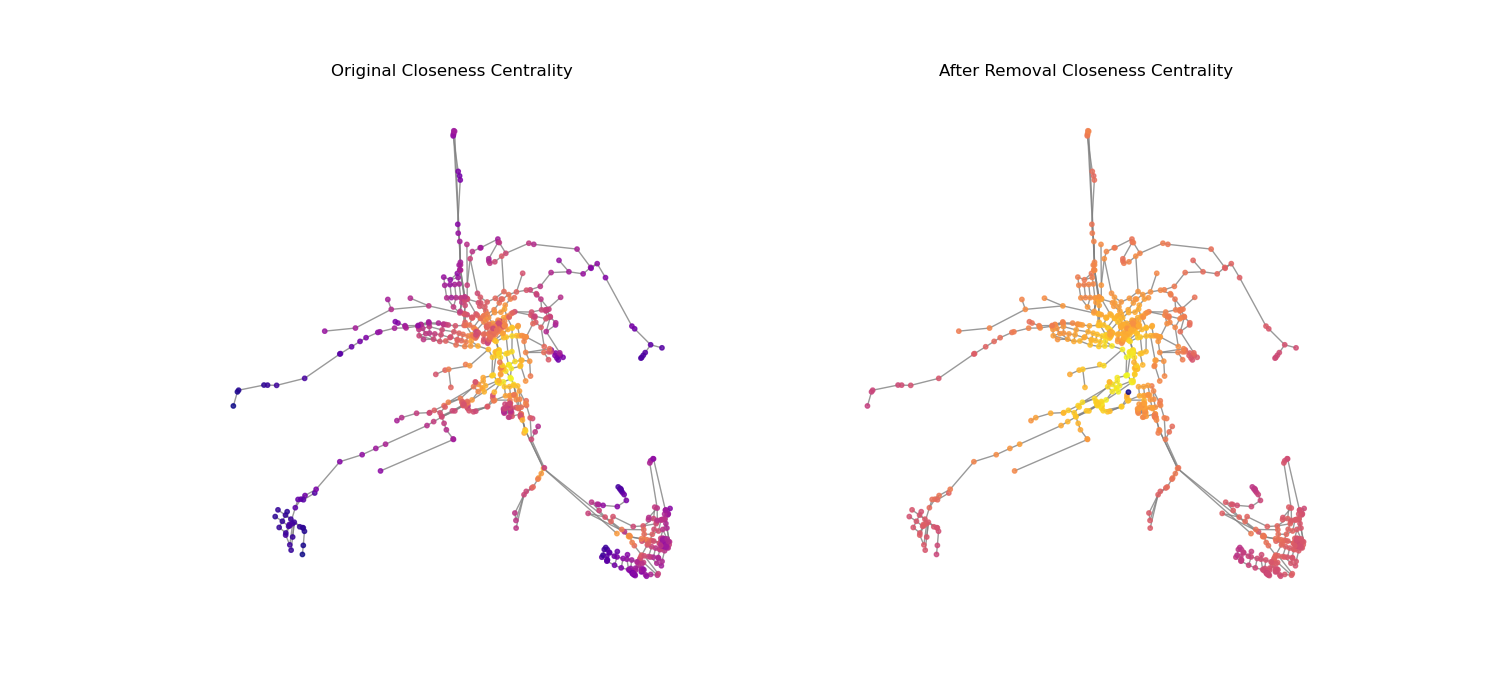 Original Closeness Centrality
After Removal Closeness Centrality